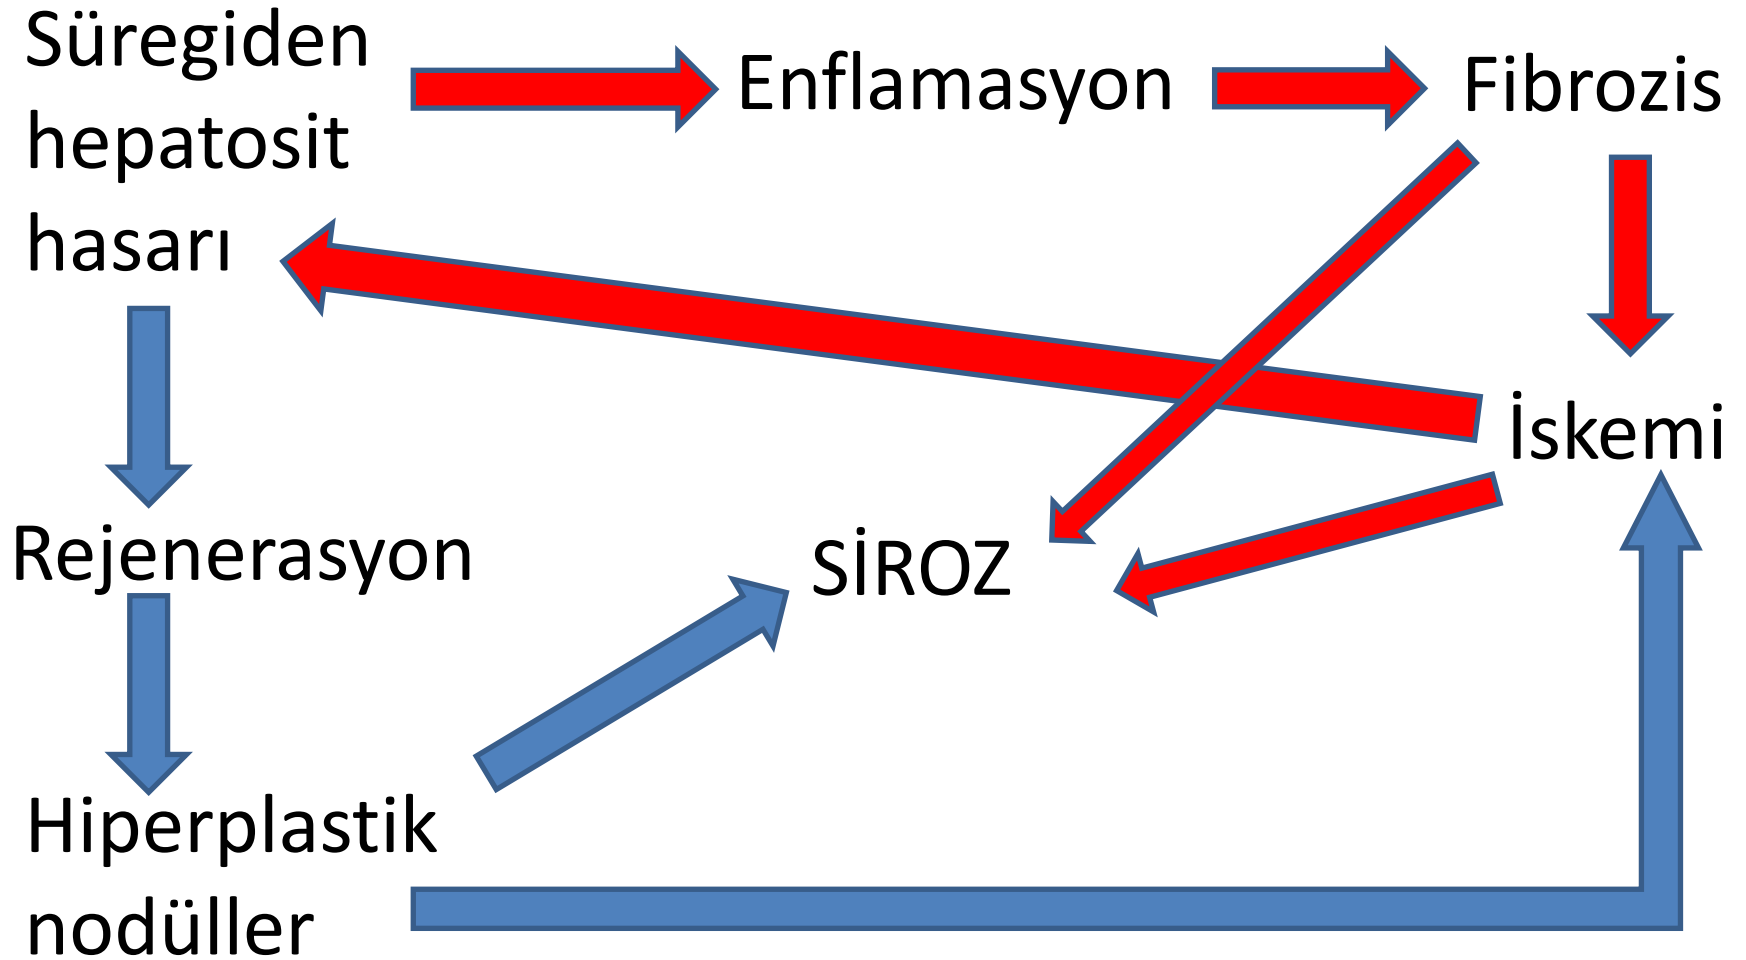 Süregiden
hepatosit
hasarı
Enflamasyon
Fibrozis
İskemi
Rejenerasyon
SİROZ
Hiperplastik
nodüller